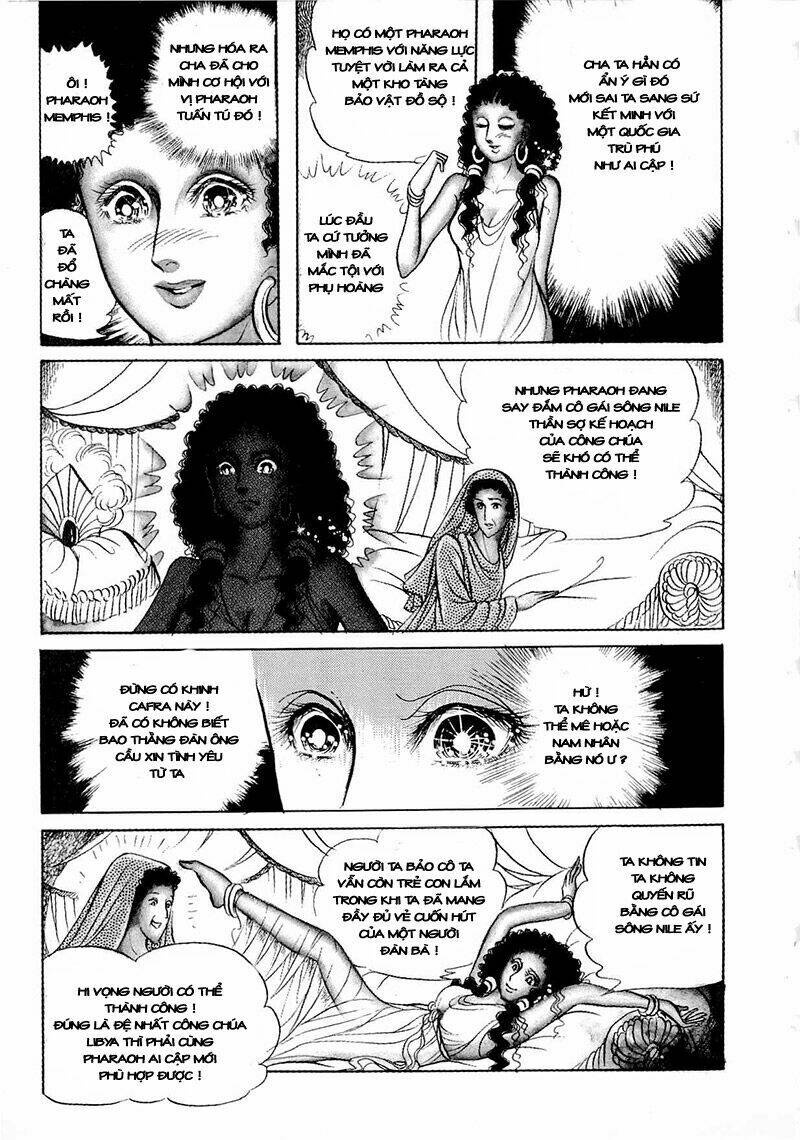 CHA TA HẲN CÓ
ẨN Ý GÌ ĐÓ
MỚI SAI TA SANG SỨ
KẾT MINH VỚI
MỘT QUỐC GIA
TRÙ PHÚ
NHƯ AI CẬP !
HỌ CÓ MỘT PHARAOH
MEMPHIS VỚI NĂNG LỰC
TUYỆT VỜI LÀM RA CẢ
MỘT KHO TÀNG
BẢO VẬT ĐỒ SỘ !
LÚC ĐẦU
TA CỨ TƯỞNG
MÌNH ĐÃ
MẮC TỘI VỚI
PHỤ HOÀNG
NHƯNG HÓA RA
CHA ĐÃ CHO
MÌNH CƠ HỘI VỚI
VỊ PHARAOH
TUẤN TÚ ĐÓ !
ÔI !
PHARAOH
MEMPHIS !
TA
ĐÃ
ĐỔ
CHÀNG
MẤT
RỒI !
NHƯNG PHARAOH ĐANG
SAY ĐẮM CÔ GÁI SÔNG NILE
THẦN SỢ KẾ HOẠCH
CỦA CÔNG CHÚA
SẼ KHÓ CÓ THỂ
THÀNH CÔNG !
HỪ !
TA KHÔNG
THỂ MÊ HOẶC
NAM NHÂN
BẰNG NÓ Ư ?
ĐỪNG CÓ KHINH
CAFRA NÀY !
ĐÃ CÓ KHÔNG BIẾT
BAO THẰNG ĐÀN ÔNG
CẦU XIN TÌNH YÊU
TỪ TA
TA KHÔNG TIN
TA KHÔNG
QUYẾN RŨ
BẰNG CÔ GÁI
SÔNG NILE ẤY !
NGƯỜI TA BẢO CÔ TA
VẪN CÒN TRẺ CON LẮM
TRONG KHI TA ĐÃ MANG
ĐẦY ĐỦ VẺ CUỐN HÚT
CỦA MỘT NGƯỜI
ĐÀN BÀ !
HI VỌNG NGƯỜI CÓ THỂ
THÀNH CÔNG !
ĐÚNG LÀ ĐỆ NHẤT CÔNG CHÚA
LIBYA THÌ PHẢI CÙNG
PHARAOH AI CẬP MỚI
PHÙ HỢP ĐƯỢC !